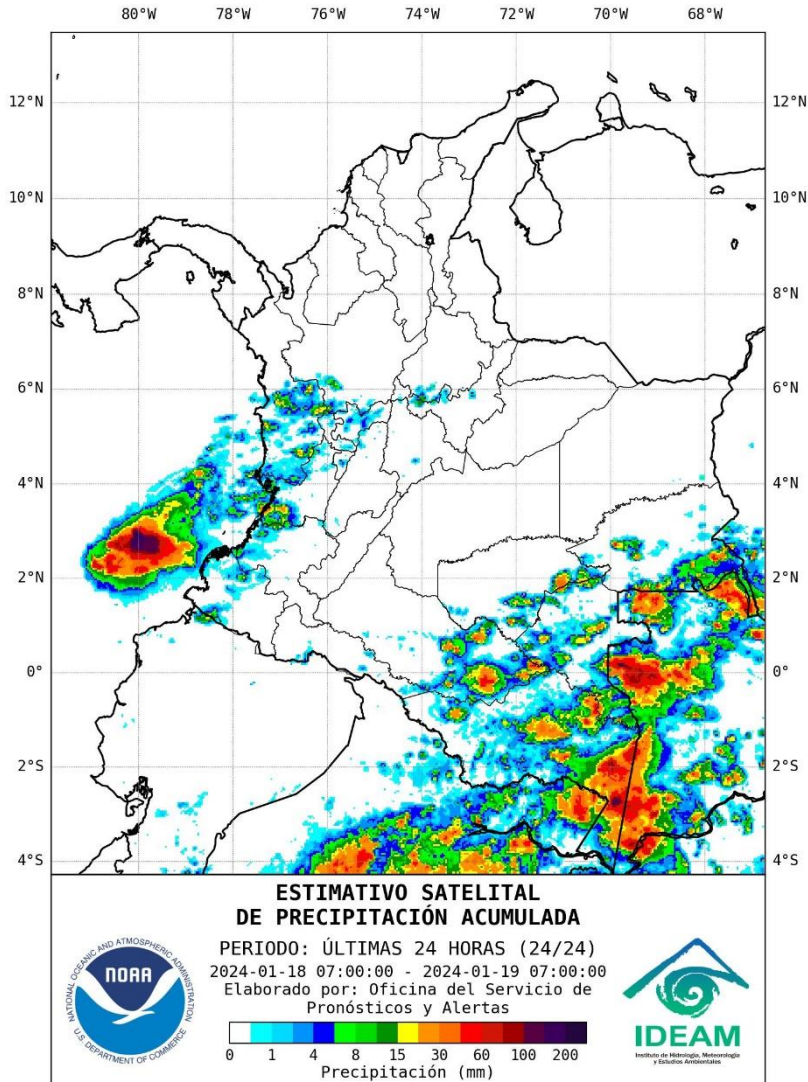 80°W 78°W 76°W 74°W 72°W 70°W 68°W
12°N 12°N
10°N 10°N
8°N 8°N
6°N 6°N
4°N 4°N
2°N 2°N
0° 0°
2°S 2°S
4°S 4°S
ESTIMATIVO SATELITAL
DE PRECIPITACIÓN ACUMULADA
PERIODO: ÚLTIMAS 24 HORAS (24/24)
2024-01-18 07:00:00 - 2024-01-19 07:00:00
Elaborado por: Oficina del Servicio de
Pronósticos y Alertas
0 1 4 8 15 30 60 100 200
Precipitación (mm)
NATIONAL OCEANIC AND ATMOSPHERIC ADMINISTRATION
NOAA
U.S. DEPARTMENT OF COMMERCE
IDEAM
Instituto de Hidrología, Meteorología
y Estudios Ambientales